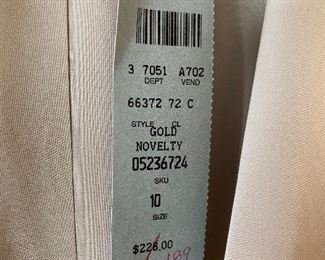 3 7051 A702
DEPT VEND
66372 72 C
STYLE CL
GOLD
NOVELTY
05236724
SKU
10
SIZE
$228.00